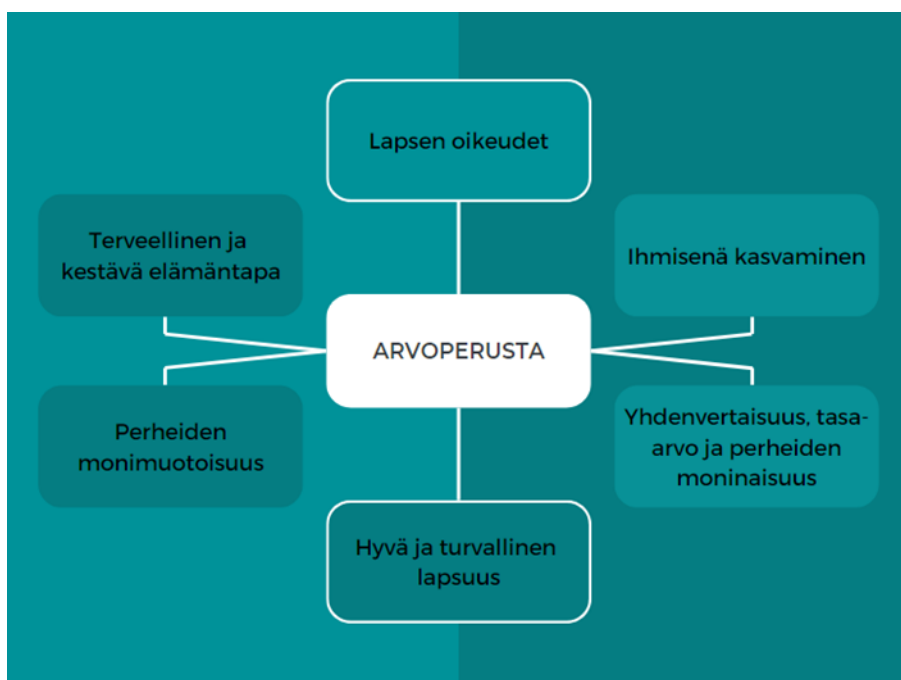 Lapsen oikeudet
Terveellinen ja
kestävä elämäntapa
Ihmisenä kasvaminen
ARVOPERUSTA
Perheiden
monimuotoisuus
Yhdenvertaisuus, tasa-
arvo ja perheiden
moninaisuus
Hyvä ja turvallinen
lapsuus